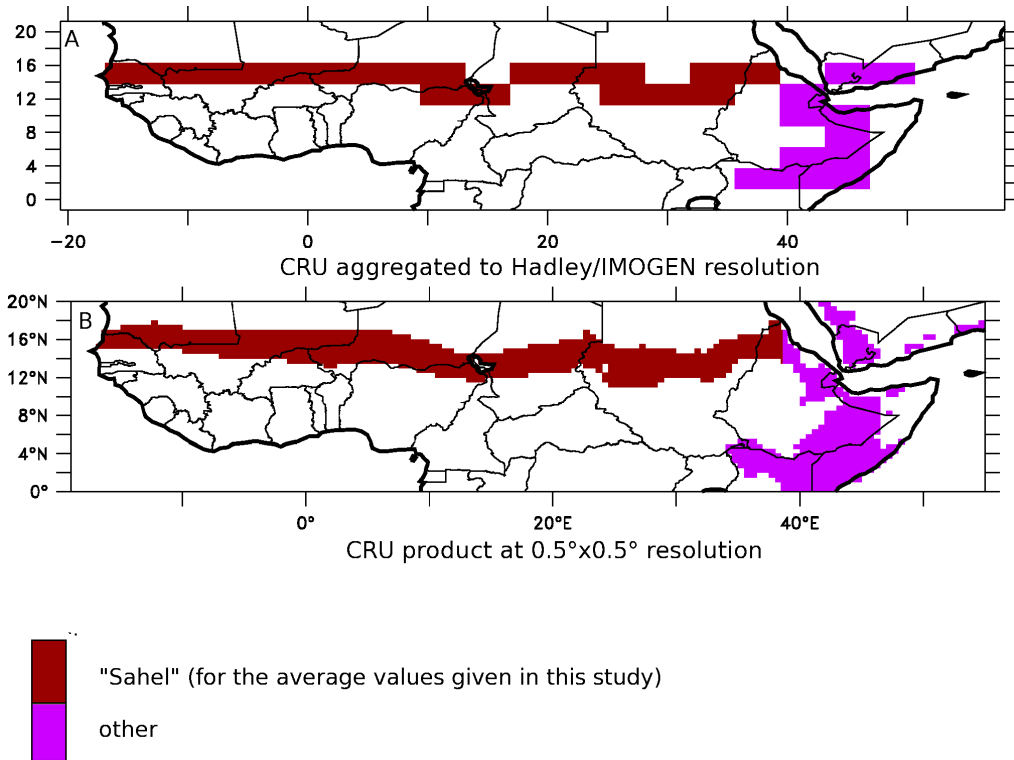 A
20
16
12
8
4
0
−20 0 20 40
CRU aggregated to Hadley/IMOGEN resolution
B
20°N
16°N
12°N
8°N
4°N
0°
0° 20°E 40°E
CRU product at 0.5°x0.5° resolution
"Sahel" (for the average values given in this study)
other